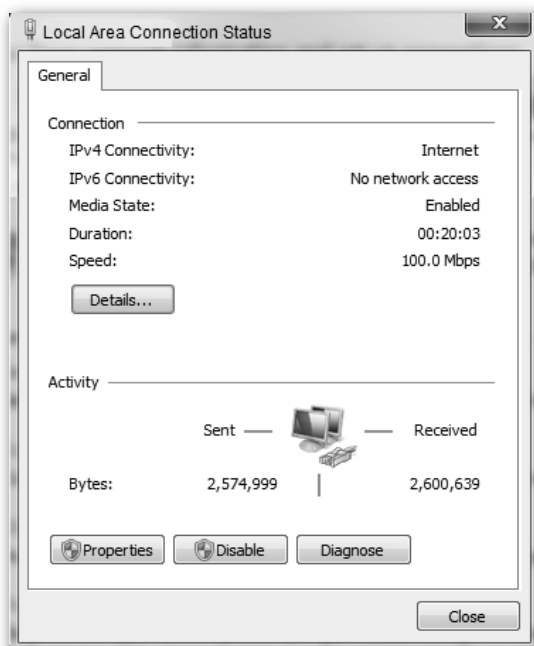 Local Area Connection Status
General
Connection
IPv4 Connectivity: Internet
IPv6 Connectivity: No network access
Media State: Enabled
Duration: 00:20:03
Speed: 100.0 Mbps
Details...
Activity
Sent Received
Bytes: 2,574,999 2,600,639
Properties Disable Diagnose
Close